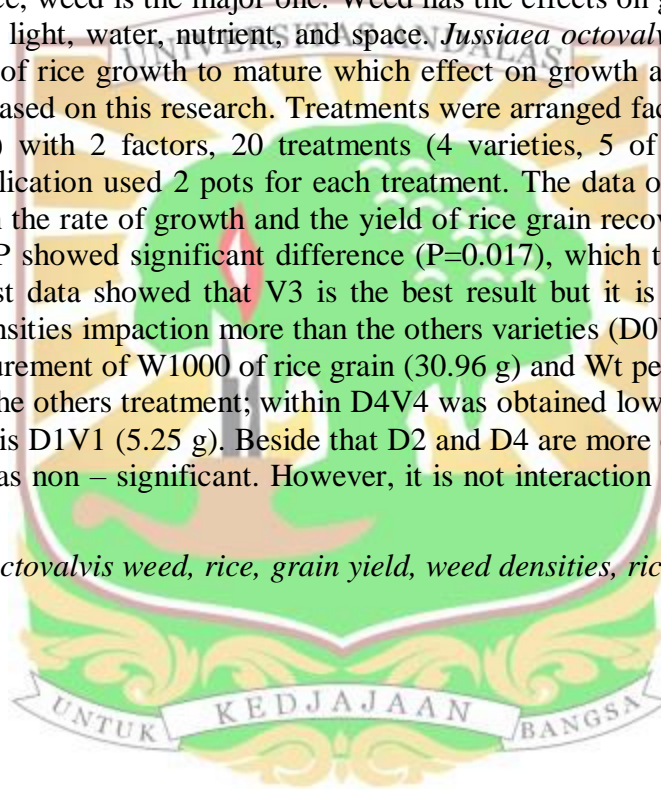 ce, weed is the major one. Weed has the effects on g
light, water, nutrient, and space. Jussiaea octoval
UNIVERSITAS ANDALAS
of rice growth to mature which effect on growth a
ased on this research. Treatments were arranged fac
) with 2 factors, 20 treatments (4 varieties, 5 of
lication used 2 pots for each treatment. The data o
the rate of growth and the yield of rice grain recov
P showed significant difference (P=0.017), which t
st data showed that V3 is the best result but it is
nsities impaction more than the others varieties (D0
urement of W1000 of rice grain (30.96 g) and Wt pe
he others treatment; within D4V4 was obtained low
is D1V1 (5.25 g). Beside that D2 and D4 are more
as non – significant. However, it is not interaction
ctovalvis weed, rice, grain yield, weed densities, ric
UNTUK KEDJAJAAN BANGSA